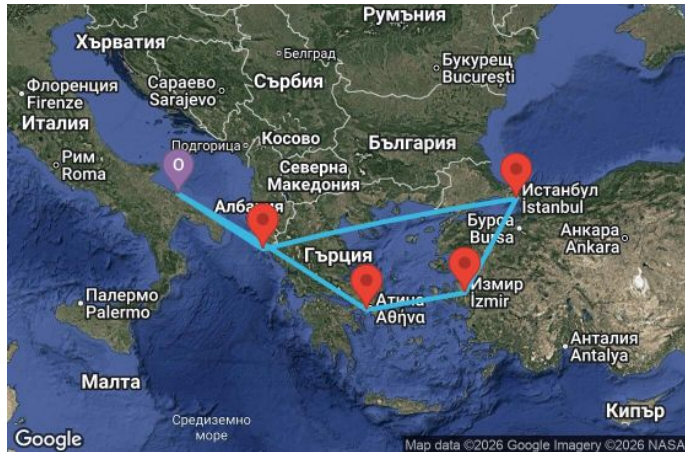 Румъния
Хърватия
Белград
Букурещ
București
Флоренция
Firenze
Сараево
Sarajevo
Сърбия
Италия
Подгорица
Косово
България
Рим
Roma
O
Северна
Македония
Албания
Истанбул
İstanbul
Бурса
Bursa
Анкара
Ankara
Гърция
Измир
İzmir
Атина
Αθήνα
Палермо
Palermo
Анталия
Antalya
Малта
Кипър
Средиземно
море
Google
Map data ©2026 Google Imagery ©2026 NASA